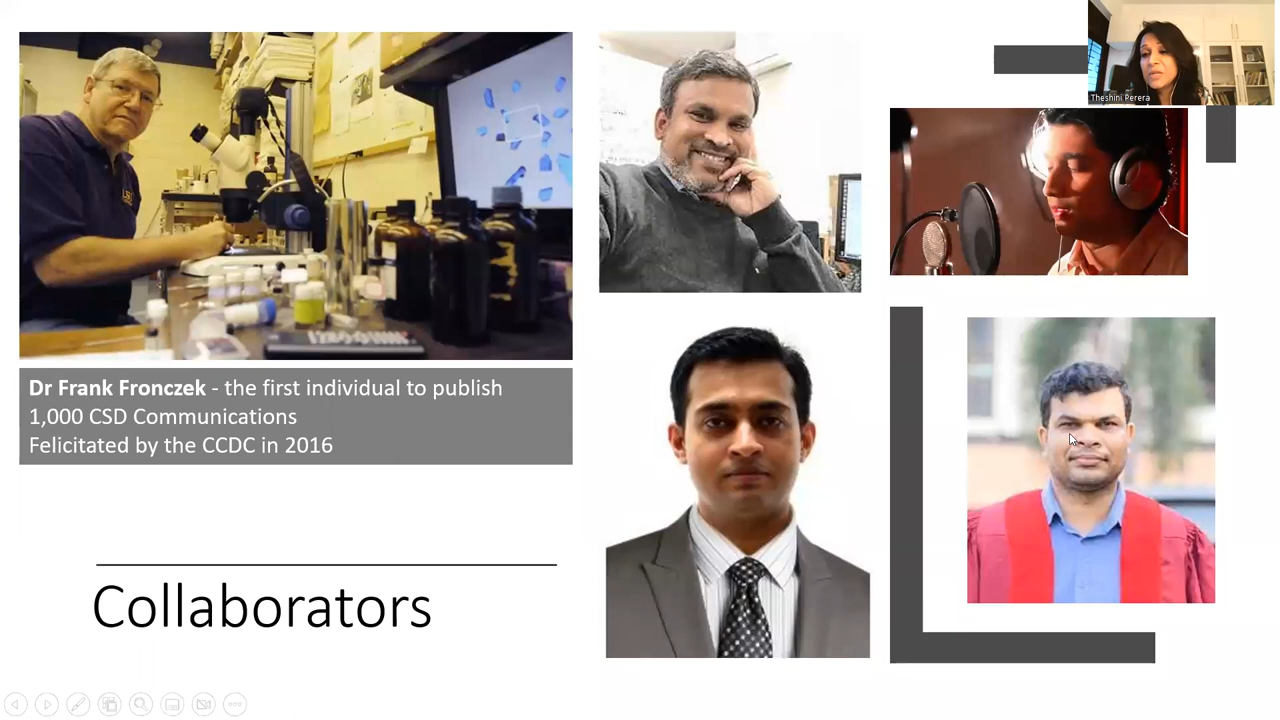 Theshini Perera
Dr Frank Fronczek - the first individual to publish
1,000 CSD Communications
Felicitated by the CCDC in 2016
Collaborators